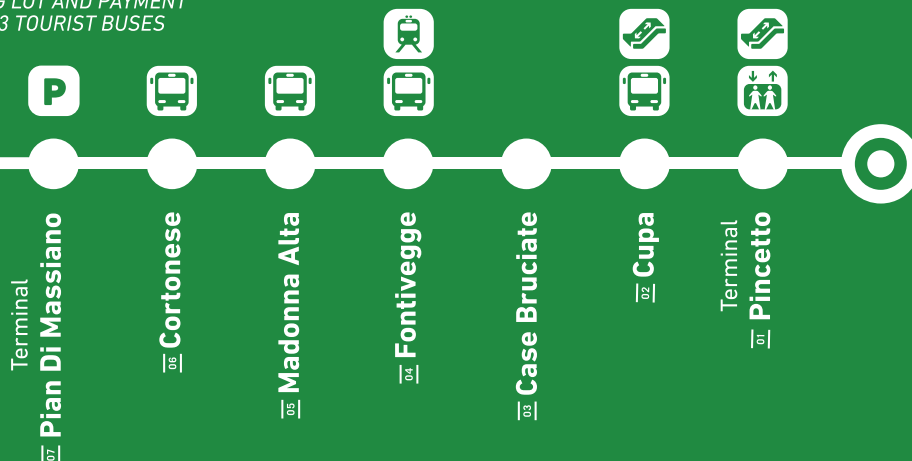 LOT AND PAYMENT
3 TOURIST BUSES
P
Terminal
07 Pian Di Massiano
06 Cortonese
05 Madonna Alta
04 Fontivegge
03 Case Bruciate
02 Cupa
Terminal
01 Pincetto